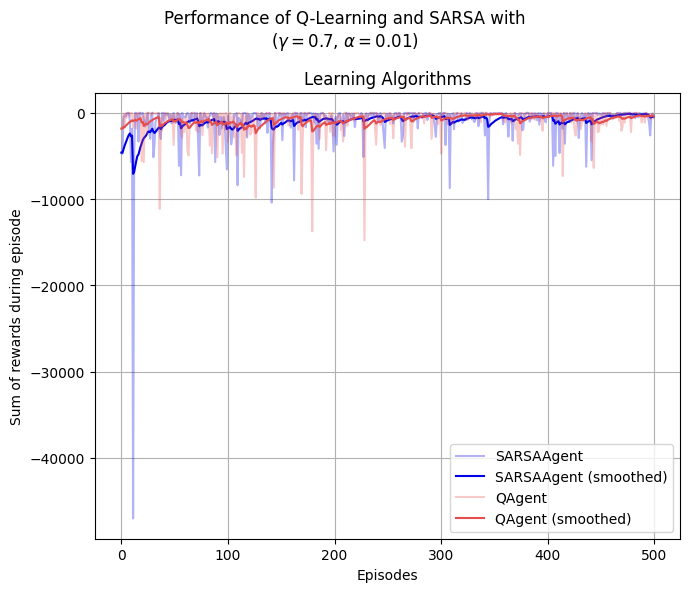 Performance of Q-Learning and SARSA with
(γ = 0.7, α = 0.01)
Learning Algorithms
Sum of rewards during episode
0
−10000
−20000
−30000
−40000
SARSAAgent
SARSAAgent (smoothed)
QAgent
QAgent (smoothed)
0 100 200 300 400 500
Episodes